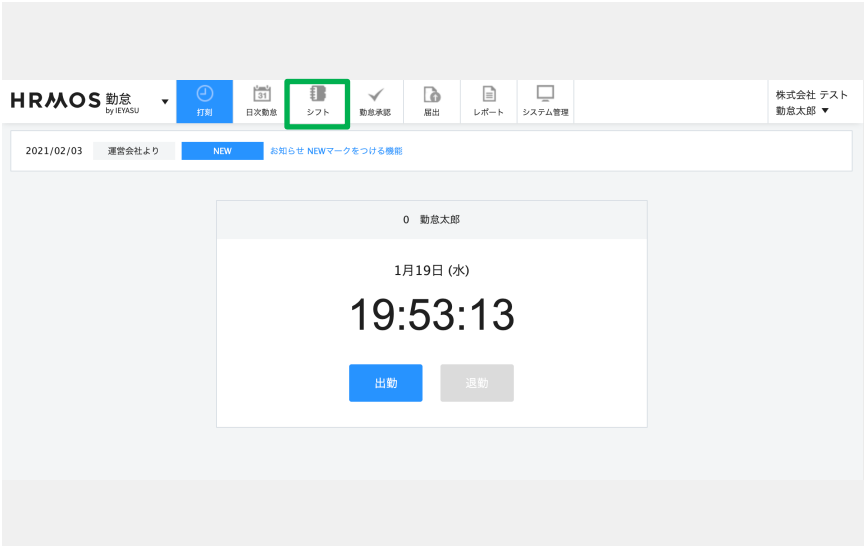 HRMOS 勤怠
by IEYASU
31
打刻 日次勤怠 シフト 勤怠承認 届出 レポート システム管理
株式会社 テスト
勤怠太郎 ▼
2021/02/03 運営会社より NEW お知らせ NEWマークをつける機能
0 勤怠太郎
1月19日 (水)
19:53:13
出勤 退勤